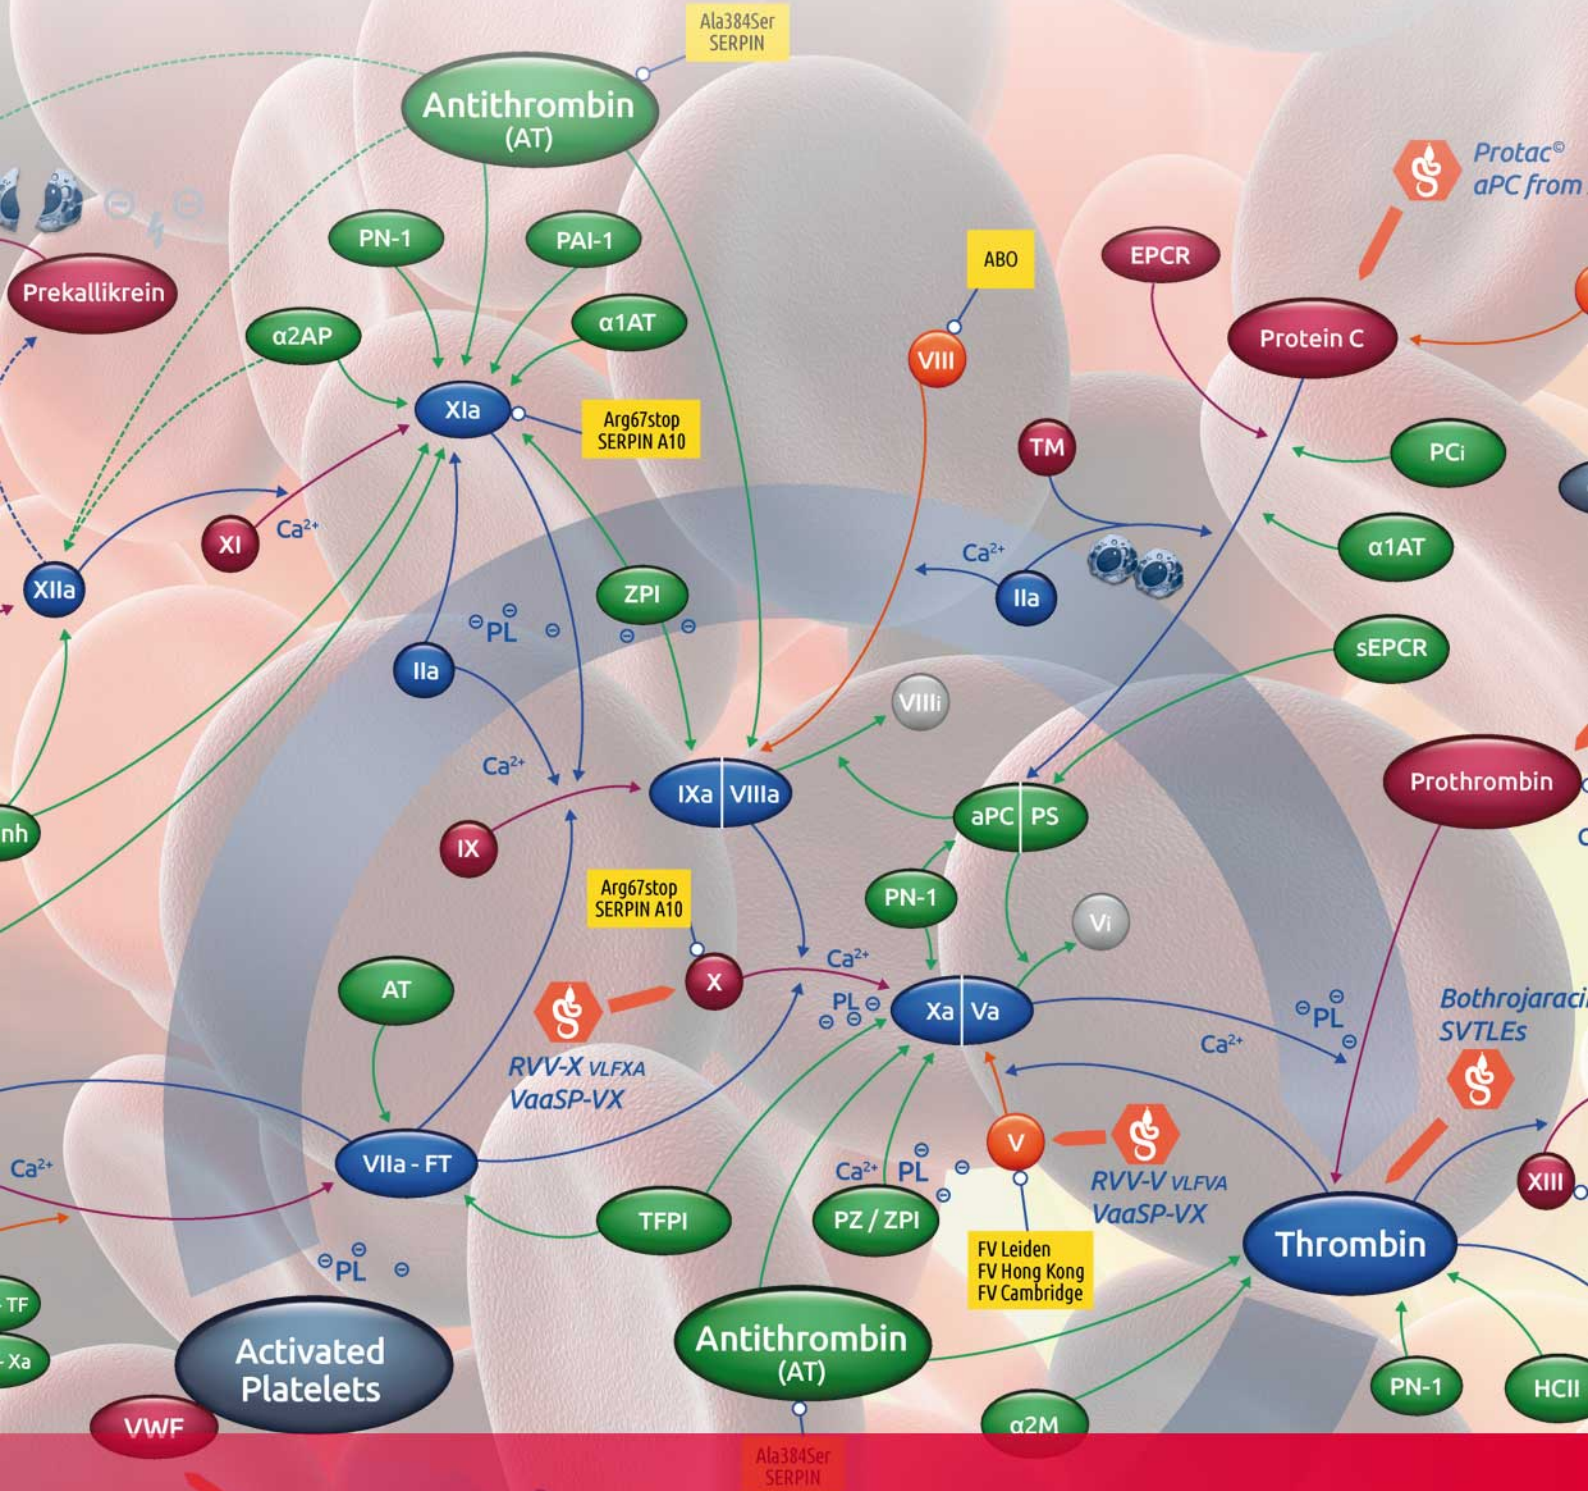 Ala384Ser
SERPIN
Antithrombin
(AT)
Protac©
aPC from
PN-1
PAI-1
ABO
EPCR
Prekallikrein
α2AP
α1AT
VIII
Protein C
XIa
Arg67stop
SERPIN A10
TM
PCi
XI
Ca²⁺
Ca²⁺
α1AT
XIIa
ZPI
IIa
⊖PL⊖ ⊖
⊖ ⊖
IIa
sEPCR
VIIIi
Ca²⁺
IXa VIIIa
Prothrombin
aPC PS
nh
IX
Arg67stop
SERPIN A10
PN-1
Vi
AT
X
Ca²⁺
PL ⊖
⊖ ⊖
Xa Va
⊖PL⊖
⊖
Ca²⁺
Bothrojaraci
SVTLEs
RVV-X VLFXA
VaaSP-VX
V
Ca²⁺
VIIa - FT
Ca²⁺ PL ⊖ ⊖
⊖
RVV-V VLFVA
VaaSP-VX
XIII
TFPI
PZ / ZPI
Thrombin
FV Leiden
FV Hong Kong
FV Cambridge
⊖PL⊖ ⊖
- TF
- Xa
Activated
Platelets
Antithrombin
(AT)
PN-1
HCII
VWF
α2M
Ala384Ser
SERPIN